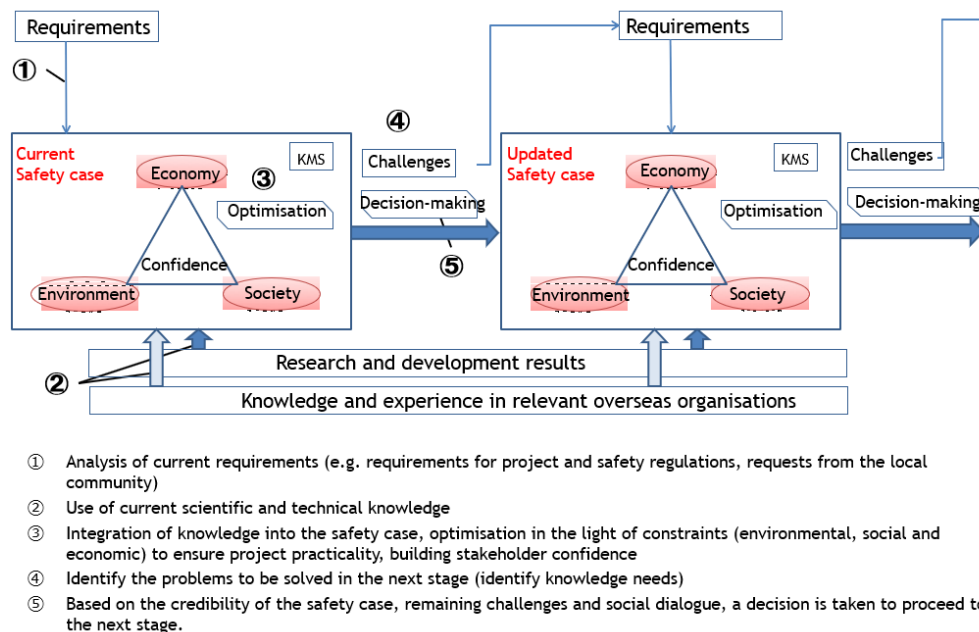 Requirements
Requirements
①
④
Current
Safety case
KMS
Economy
③
Optimisation
Confidence
Environment
Society
Challenges
Decision-making
⑤
Updated
Safety case
KMS
Economy
Optimisation
Confidence
Environment
Society
Challenges
Decision-making
②
Research and development results
Knowledge and experience in relevant overseas organisations
① Analysis of current requirements (e.g. requirements for project and safety regulations, requests from the local
community)
② Use of current scientific and technical knowledge
③ Integration of knowledge into the safety case, optimisation in the light of constraints (environmental, social and
economic) to ensure project practicality, building stakeholder confidence
④ Identify the problems to be solved in the next stage (identify knowledge needs)
⑤ Based on the credibility of the safety case, remaining challenges and social dialogue, a decision is taken to proceed to
the next stage.